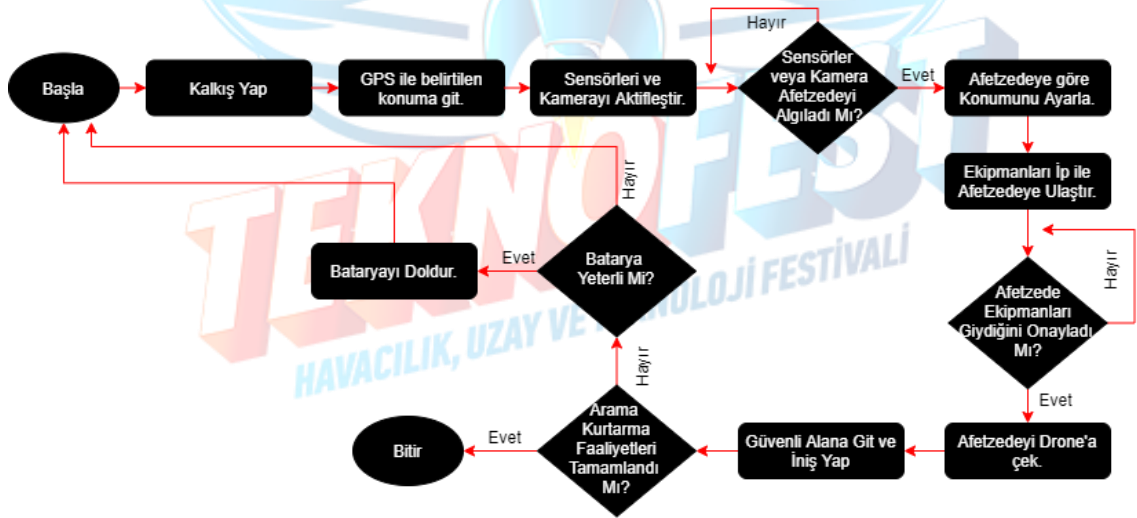 Başla
Kalkış Yap
GPS ile belirtilen
konuma git.
Sensörleri ve
Kamerayı Aktifleştir.
Hayır
Sensörler
veya Kamera
Afetzedeyi
Algıladı Mı?
Evet
Afetzedeye göre
Konumunu Ayarla.
Ekipmanları İp ile
Afetzedeye Ulaştır.
Hayır
Afetzede
Ekipmanları
Giydiğini Onayladı
Mı?
Evet
Afetzedeyi Drone'a
çek.
Güvenli Alana Git ve
İniş Yap
Arama
Kurtarma
Faaliyetleri
Tamamlandı
Mı?
Evet
Bitir
Hayır
Batarya
Yeterli Mi?
Evet
Bataryayı Doldur.
Hayır
TEKNOFEST
HAVACILIK, UZAY VE TEKNOLOJİ FESTİVALİ